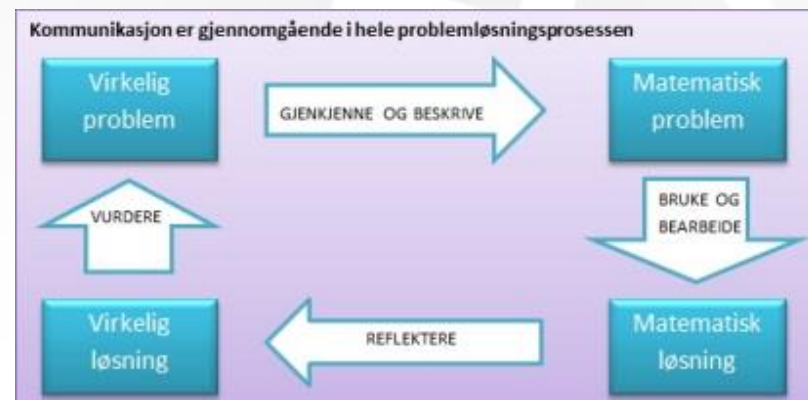 Kommunikasjon er gjennomgående i hele problemløsningsprosessen
Virkelig
problem
GJENKJENNE OG BESKRIVE
Matematisk
problem
VURDERE
BRUKE OG
BEARBEIDE
Virkelig
løsning
REFLEKTERE
Matematisk
løsning